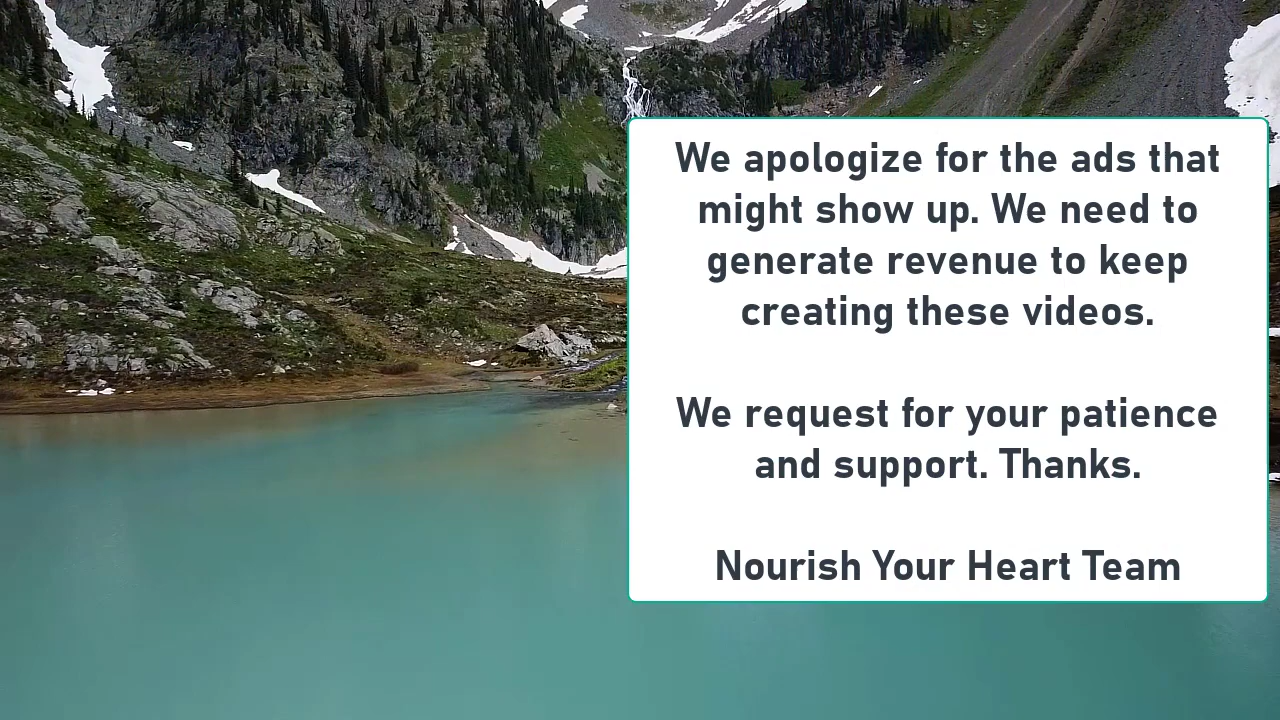 We apologize for the ads that
might show up. We need to
generate revenue to keep
creating these videos.
We request for your patience
and support. Thanks.
Nourish Your Heart Team